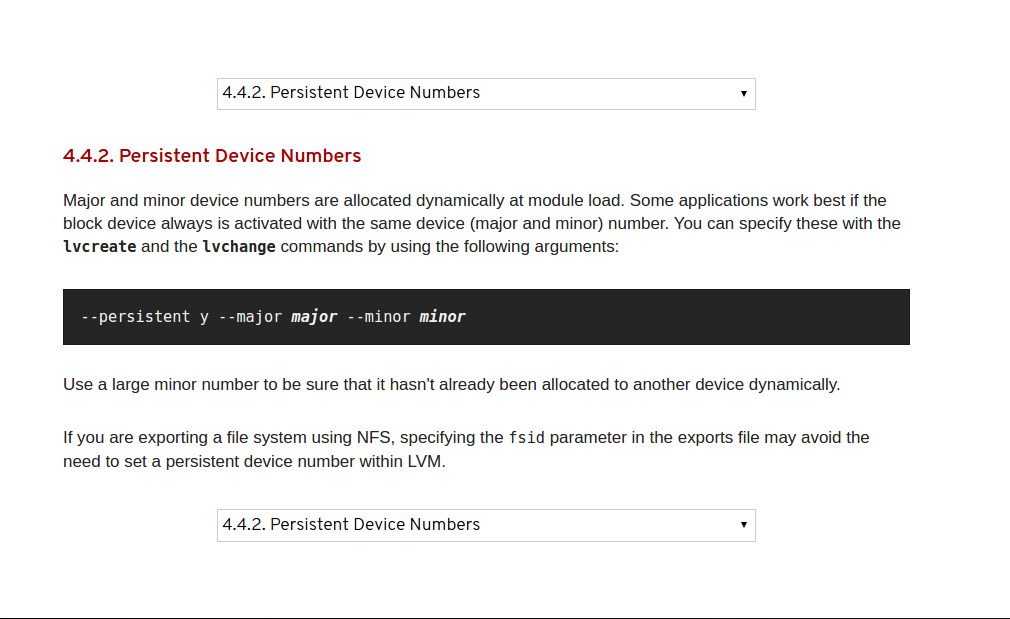 4.4.2. Persistent Device Numbers
4.4.2. Persistent Device Numbers
Major and minor device numbers are allocated dynamically at module load. Some applications work best if the
block device always is activated with the same device (major and minor) number. You can specify these with the
lvcreate and the lvchange commands by using the following arguments:
--persistent y --major major --minor minor
Use a large minor number to be sure that it hasn't already been allocated to another device dynamically.
If you are exporting a file system using NFS, specifying the fsid parameter in the exports file may avoid the
need to set a persistent device number within LVM.
4.4.2. Persistent Device Numbers